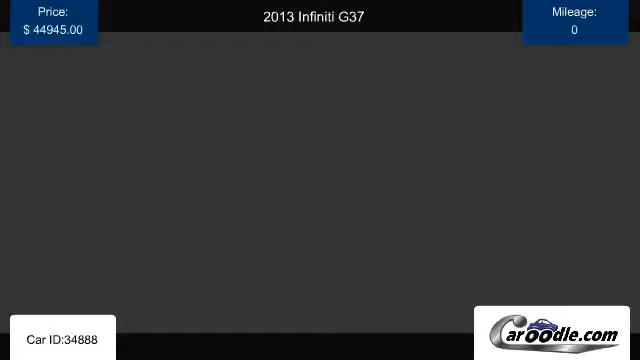 Price:
$ 44945.00
2013 Infiniti G37
Mileage:
0
Car ID:34888
Caroodle.com